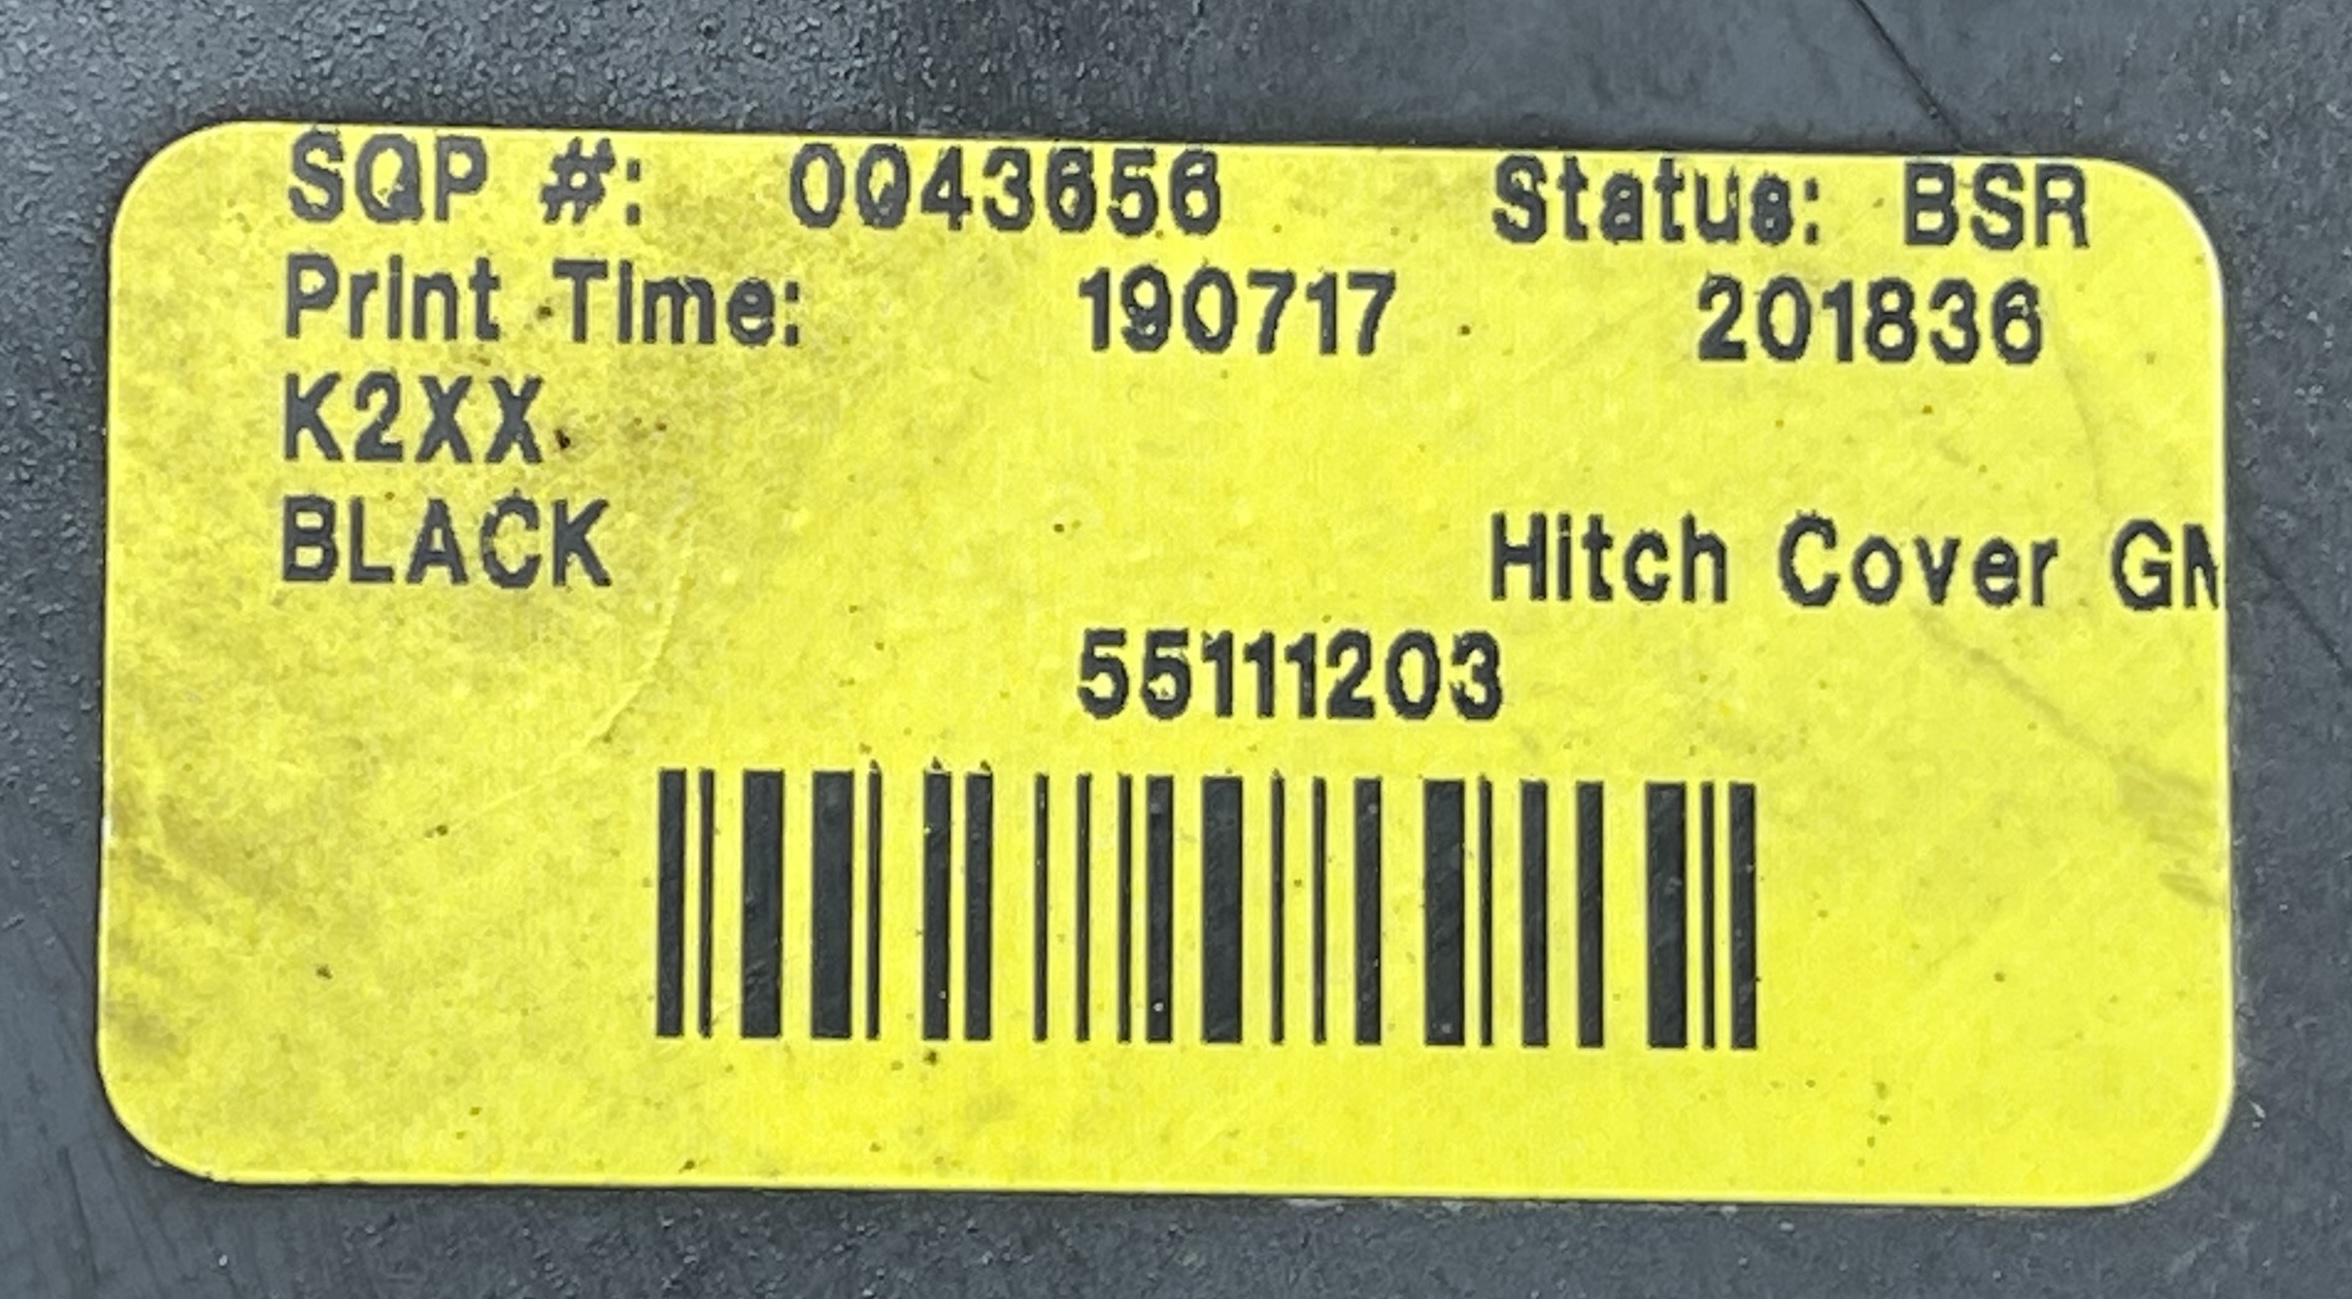 SQP #: 0043656 Status: BSR
Print Time: 190717 201836
K2XX
BLACK Hitch Cover GM
55111203